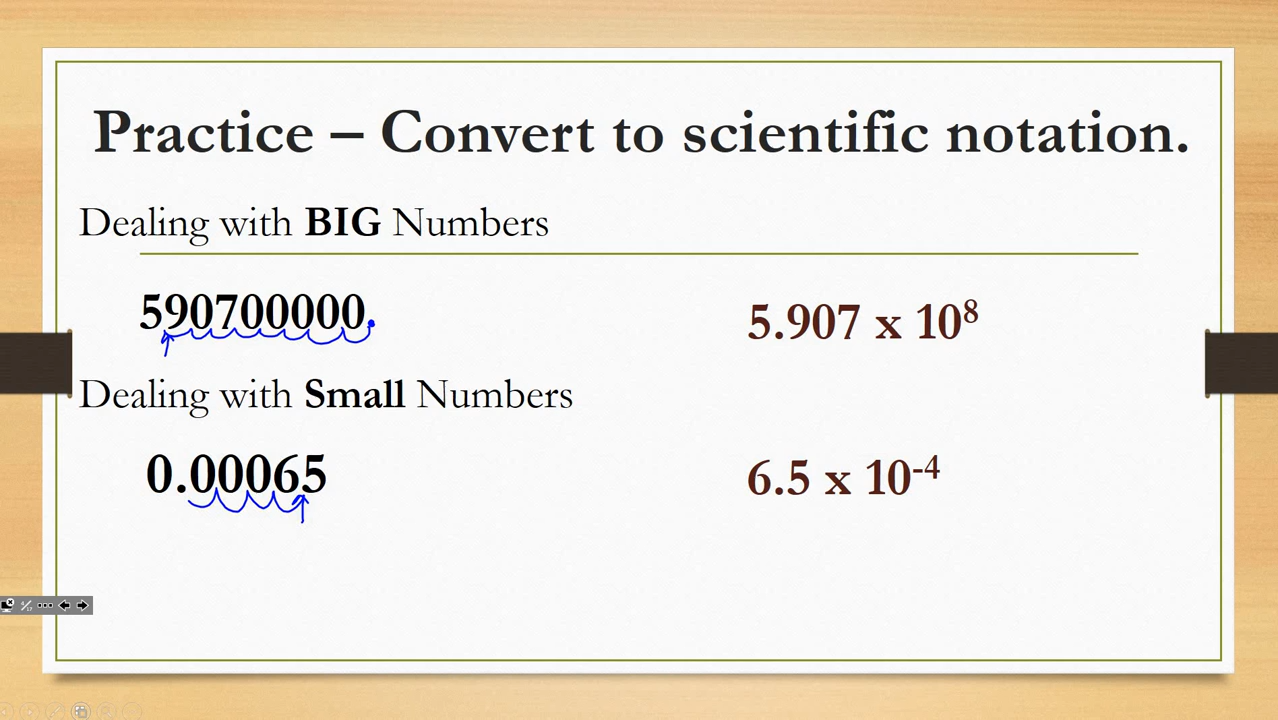 Practice – Convert to scientific notation.
Dealing with BIG Numbers
590700000.
5.907 x 10⁸
Dealing with Small Numbers
0.00065
6.5 x 10⁻⁴